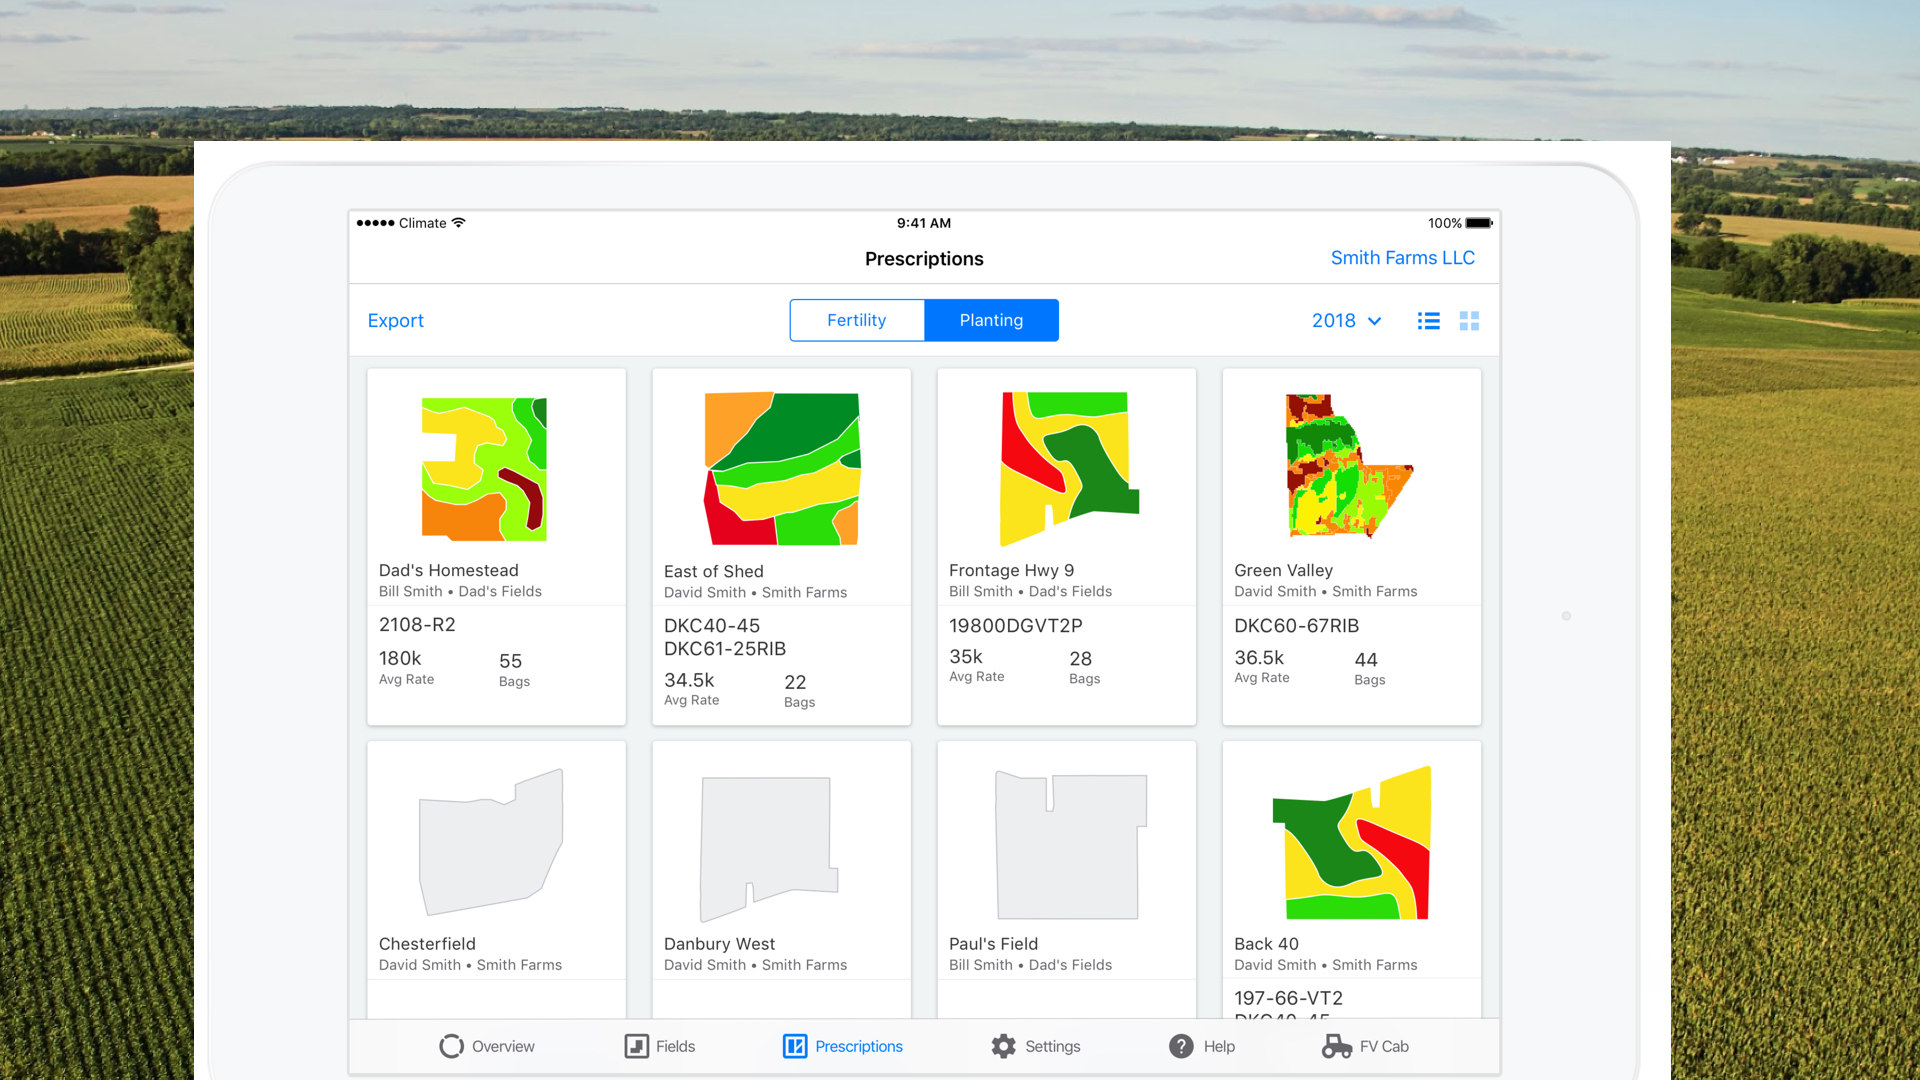 Climate
9:41 AM
100%
Prescriptions
Smith Farms LLC
Export
Fertility
Planting
2018
Dad's Homestead
Bill Smith • Dad's Fields
2108-R2
180k
55
Avg Rate
Bags
East of Shed
David Smith • Smith Farms
DKC40-45
DKC61-25RIB
34.5k
22
Avg Rate
Bags
Frontage Hwy 9
Bill Smith • Dad's Fields
19800DGVT2P
35k
28
Avg Rate
Bags
Green Valley
David Smith • Smith Farms
DKC60-67RIB
36.5k
44
Avg Rate
Bags
Chesterfield
David Smith • Smith Farms
Danbury West
David Smith • Smith Farms
Paul's Field
Bill Smith • Dad's Fields
Back 40
David Smith • Smith Farms
197-66-VT2
Overview
Fields
Prescriptions
Settings
Help
FV Cab